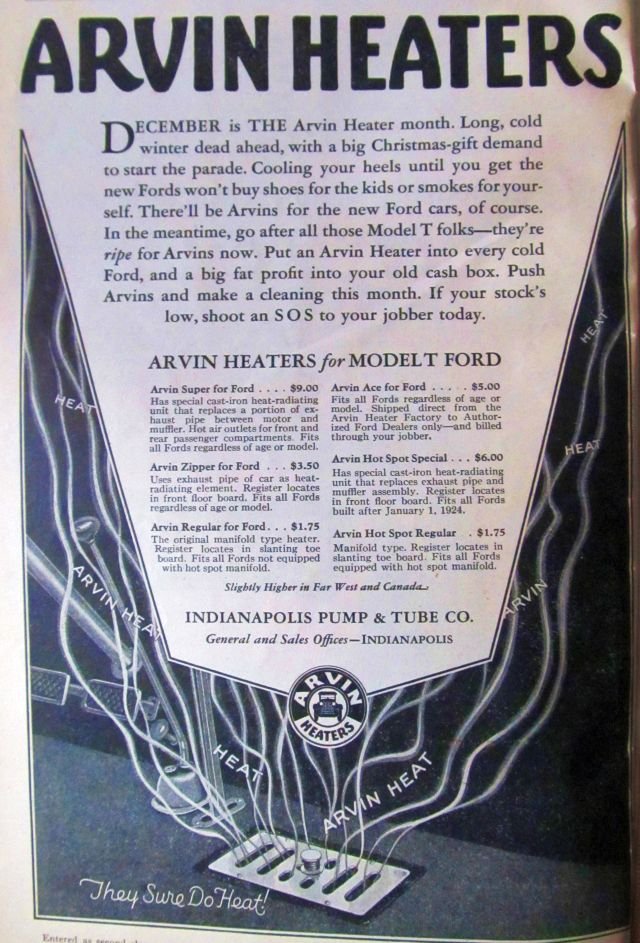 ARVIN HEATERS
DECEMBER is THE Arvin Heater month. Long, cold
winter dead ahead, with a big Christmas-gift demand
to start the parade. Cooling your heels until you get the
new Fords won't buy shoes for the kids or smokes for your-
self. There'll be Arvins for the new Ford cars, of course.
In the meantime, go after all those Model T folks—they're
ripe for Arvins now. Put an Arvin Heater into every cold
Ford, and a big fat profit into your old cash box. Push
Arvins and make a cleaning this month. If your stock's
low, shoot an SOS to your jobber today.
ARVIN HEATERS for MODEL T FORD
Arvin Super for Ford . . . . $9.00
Has special cast-iron heat-radiating
unit that replaces a portion of ex-
haust pipe between motor and
muffler. Hot air outlets for front and
rear passenger compartments. Fits
all Fords regardless of age or model.
Arvin Zipper for Ford . . . $3.50
Uses exhaust pipe of car as heat-
radiating element. Register locates
in front floor board. Fits all Fords
regardless of age or model.
Arvin Regular for Ford . . . $1.75
The original manifold type heater.
Register locates in slanting toe
board. Fits all Fords not equipped
with hot spot manifold.
Arvin Ace for Ford . . . . . $5.00
Fits all Fords regardless of age or
model. Shipped direct from the
Arvin Heater Factory to Author-
ized Ford Dealers only—and billed
through your jobber.
Arvin Hot Spot Special . . . $6.00
Has special cast-iron heat-radiating
unit that replaces exhaust pipe and
muffler assembly. Register locates
in front floor board. Fits all Fords
built after January 1, 1924.
Arvin Hot Spot Regular . $1.75
Manifold type. Register locates in
slanting toe board. Fits all Fords
equipped with hot spot manifold.
Slightly Higher in Far West and Canada
INDIANAPOLIS PUMP & TUBE CO.
General and Sales Offices—INDIANAPOLIS
ARVIN
HEATERS
HEAT
HEAT
HEAT
ARVIN HEAT
ARVIN
HEAT
ARVIN HEAT
They Sure Do Heat!
Entered as